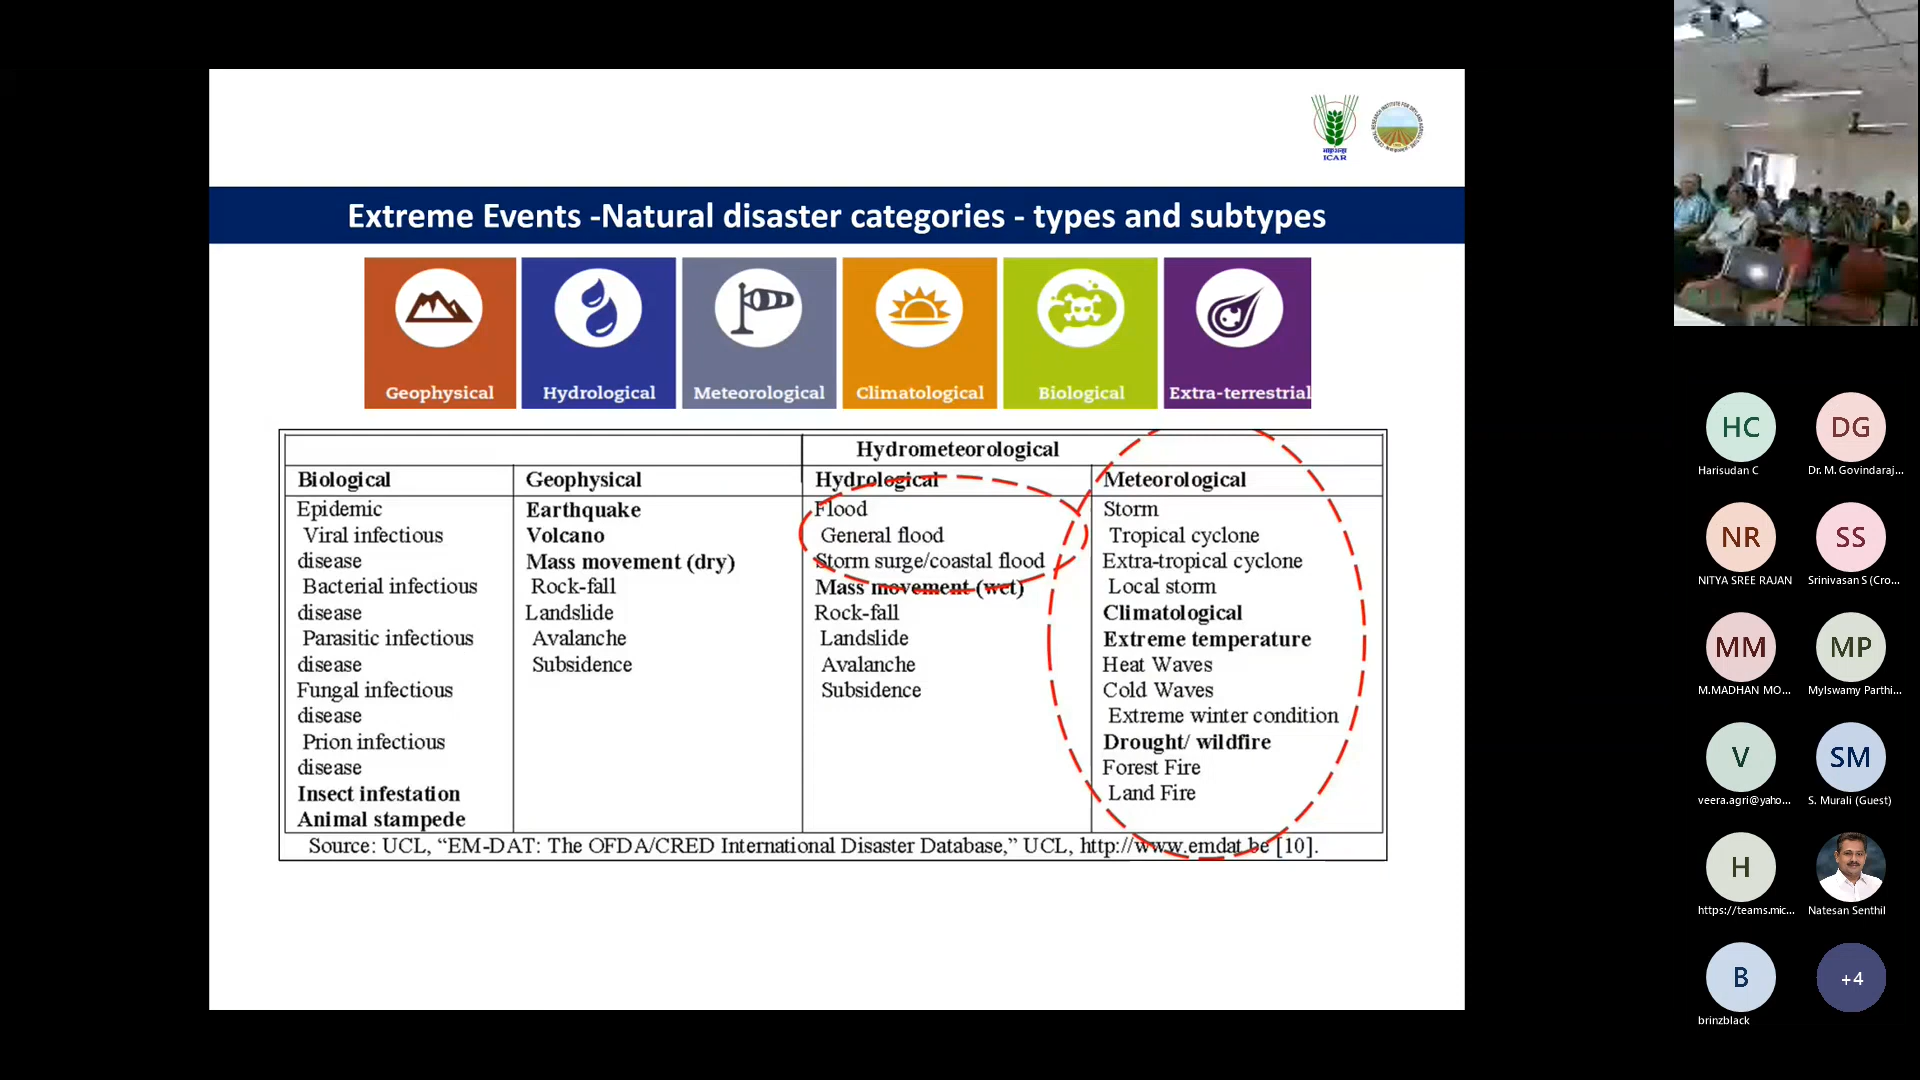 भाकृअनुप
ICAR
Extreme Events -Natural disaster categories - types and subtypes
Geophysical
Hydrological
Meteorological
Climatological
Biological
Extra-terrestrial
Hydrometeorological
Biological
Geophysical
Hydrological
Meteorological
Epidemic
Viral infectious
disease
Bacterial infectious
disease
Parasitic infectious
disease
Fungal infectious
disease
Prion infectious
disease
Insect infestation
Animal stampede
Earthquake
Volcano
Mass movement (dry)
Rock-fall
Landslide
Avalanche
Subsidence
Flood
General flood
Storm surge/coastal flood
Mass movement (wet)
Rock-fall
Landslide
Avalanche
Subsidence
Storm
Tropical cyclone
Extra-tropical cyclone
Local storm
Climatological
Extreme temperature
Heat Waves
Cold Waves
Extreme winter condition
Drought/ wildfire
Forest Fire
Land Fire
Source: UCL, “EM-DAT: The OFDA/CRED International Disaster Database,” UCL, http://www.emdat.be [10].
HC
Harisudan C
DG
Dr. M. Govindaraj...
NR
NITYA SREE RAJAN
SS
Srinivasan S (Cro...
MM
M.MADHAN MO...
MP
Mylswamy Parthi...
V
veera.agri@yaho...
SM
S. Murali (Guest)
H
https://teams.mic...
Natesan Senthil
B
brinzblack
+4